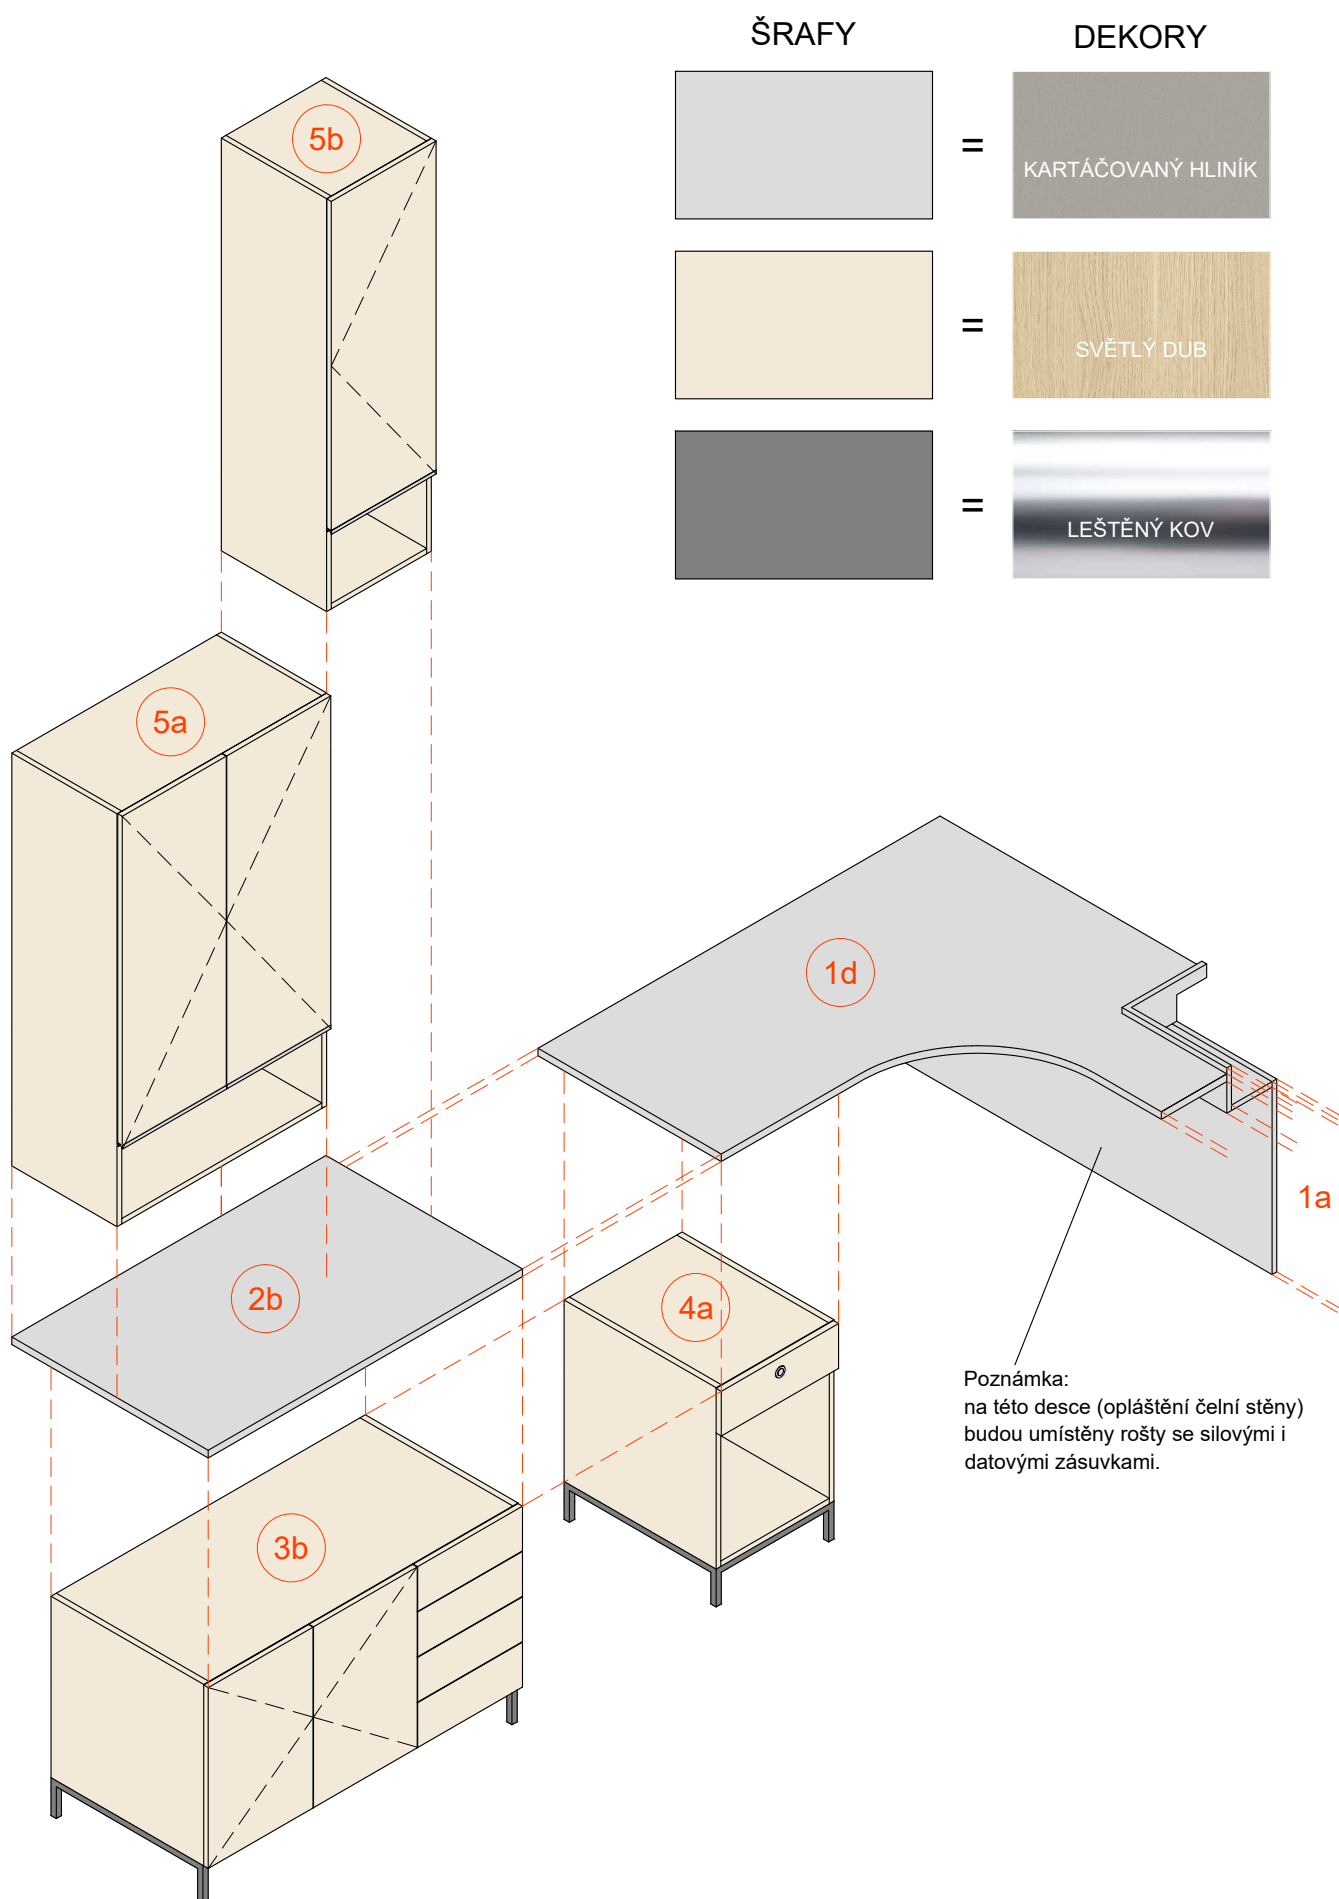 ŠRAFY
DEKORY
5b
=
KARTÁČOVANÝ HLINÍK
=
SVĚTLÝ DUB
=
LEŠTĚNÝ KOV
5a
1d
1a
2b
4a
Poznámka:
na této desce (opláštění čelní stěny)
budou umístěny rošty se silovými i
datovými zásuvkami.
3b